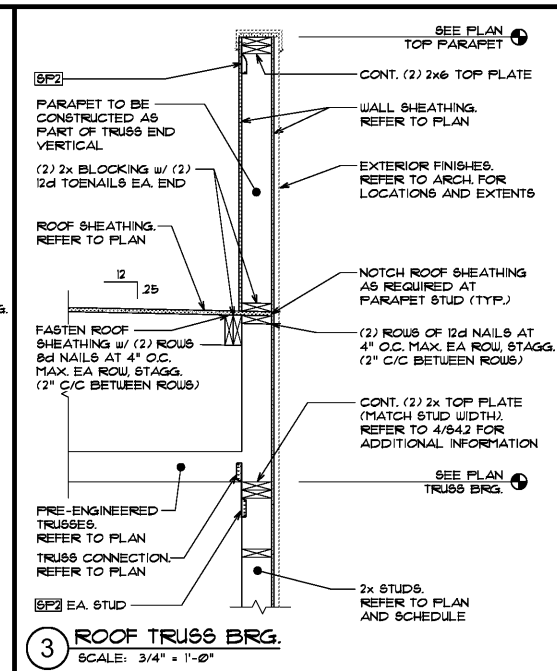 SP2
PARAPET TO BE
CONSTRUCTED AS
PART OF TRUSS END
VERTICAL
(2) 2x BLOCKING w/ (2)
12d TOENAILS EA. END
ROOF SHEATHING.
REFER TO PLAN
12
.25
G.
FASTEN ROOF
SHEATHING w/ (2) ROWS
8d NAILS AT 4" O.C.
MAX. EA ROW, STAGG.
(2" C/C BETWEEN ROWS)
PRE-ENGINEERED
TRUSSES.
REFER TO PLAN
TRUSS CONNECTION.
REFER TO PLAN
SP2 EA. STUD
SEE PLAN
TOP PARAPET
CONT. (2) 2x6 TOP PLATE
WALL SHEATHING.
REFER TO PLAN
EXTERIOR FINISHES.
REFER TO ARCH. FOR
LOCATIONS AND EXTENTS
NOTCH ROOF SHEATHING
AS REQUIRED AT
PARAPET STUD (TYP.)
(2) ROWS OF 12d NAILS AT
4" O.C. MAX. EA ROW, STAGG.
(2" C/C BETWEEN ROWS)
CONT. (2) 2x TOP PLATE
(MATCH STUD WIDTH).
REFER TO 4/S4.2 FOR
ADDITIONAL INFORMATION
SEE PLAN
TRUSS BRG.
2x STUDS.
REFER TO PLAN
AND SCHEDULE
3 ROOF TRUSS BRG.
SCALE: 3/4" = 1'-0"